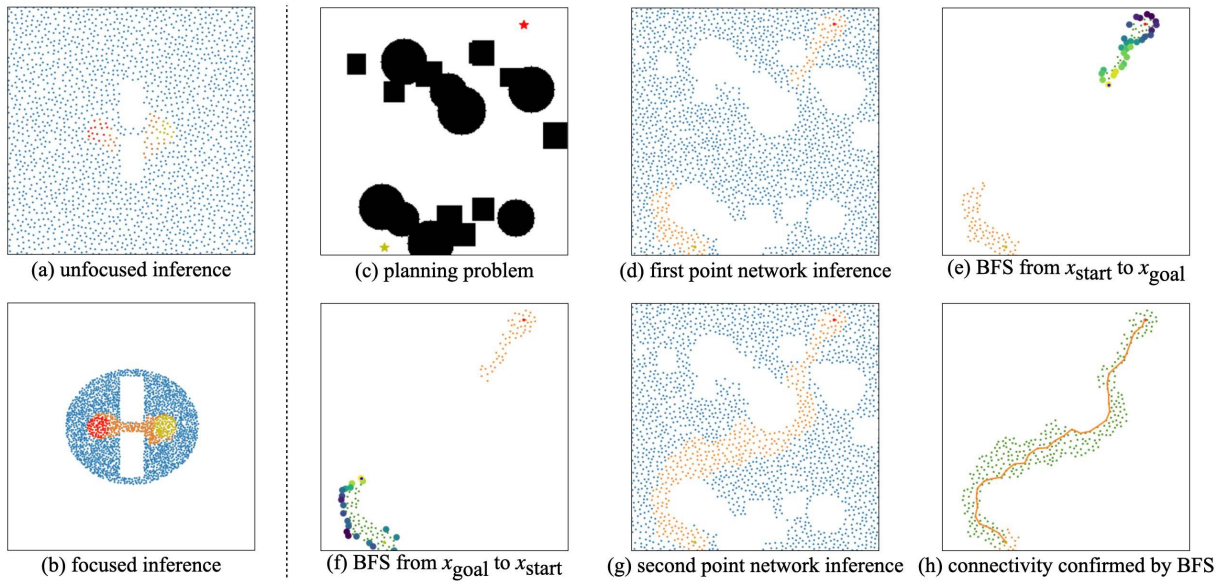 (a) unfocused inference
(c) planning problem
(d) first point network inference
(e) BFS from x_start to x_goal
(b) focused inference
(f) BFS from x_goal to x_start
(g) second point network inference
(h) connectivity confirmed by BFS